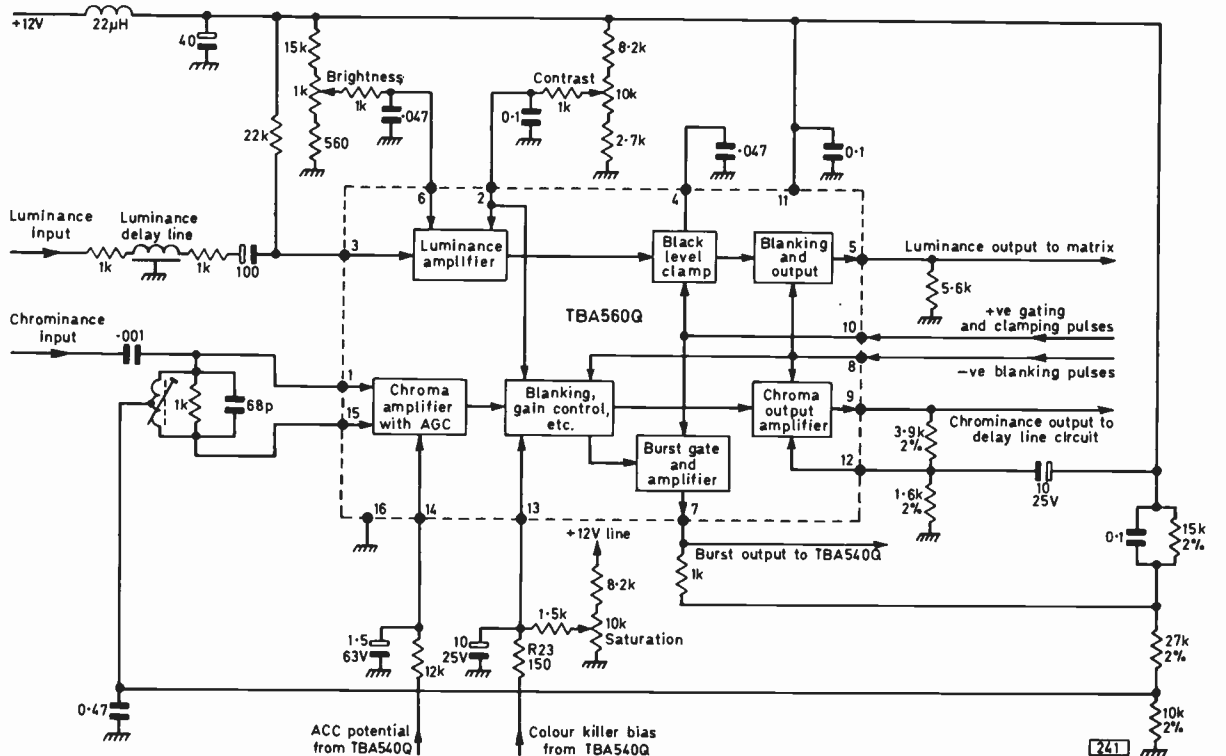 +12V
22µH
40
15k
1k
560
Brightness
1k
·047
22k
Contrast
1k
0·1
8·2k
10k
2·7k
·047
0·1
6
2
4
11
Luminance
input
Luminance
delay line
1k
1k
100
3
Luminance
amplifier
Black
level
clamp
Blanking
and
output
5
Luminance output to matrix
5·6k
TBA560Q
10
+ve gating
and clamping pulses
8
-ve blanking
pulses
Chrominance
input
·001
1k
68p
1
15
Chroma
amplifier
with AGC
Blanking,
gain control,
etc.
Chroma
output
amplifier
9
Chrominance output to
delay line circuit
3·9k
2%
12
1·6k
2%
10
25V
Burst gate
and
amplifier
7
16
14
13
0·1
15k
2%
Burst output to TBA540Q
1k
+12V line
8·2k
1·5k
10k
Saturation
1·5
63V
12k
10
25V
R23
150
27k
2%
10k
2%
0·47
ACC potential
from TBA540Q
Colour killer bias
from TBA540Q
241